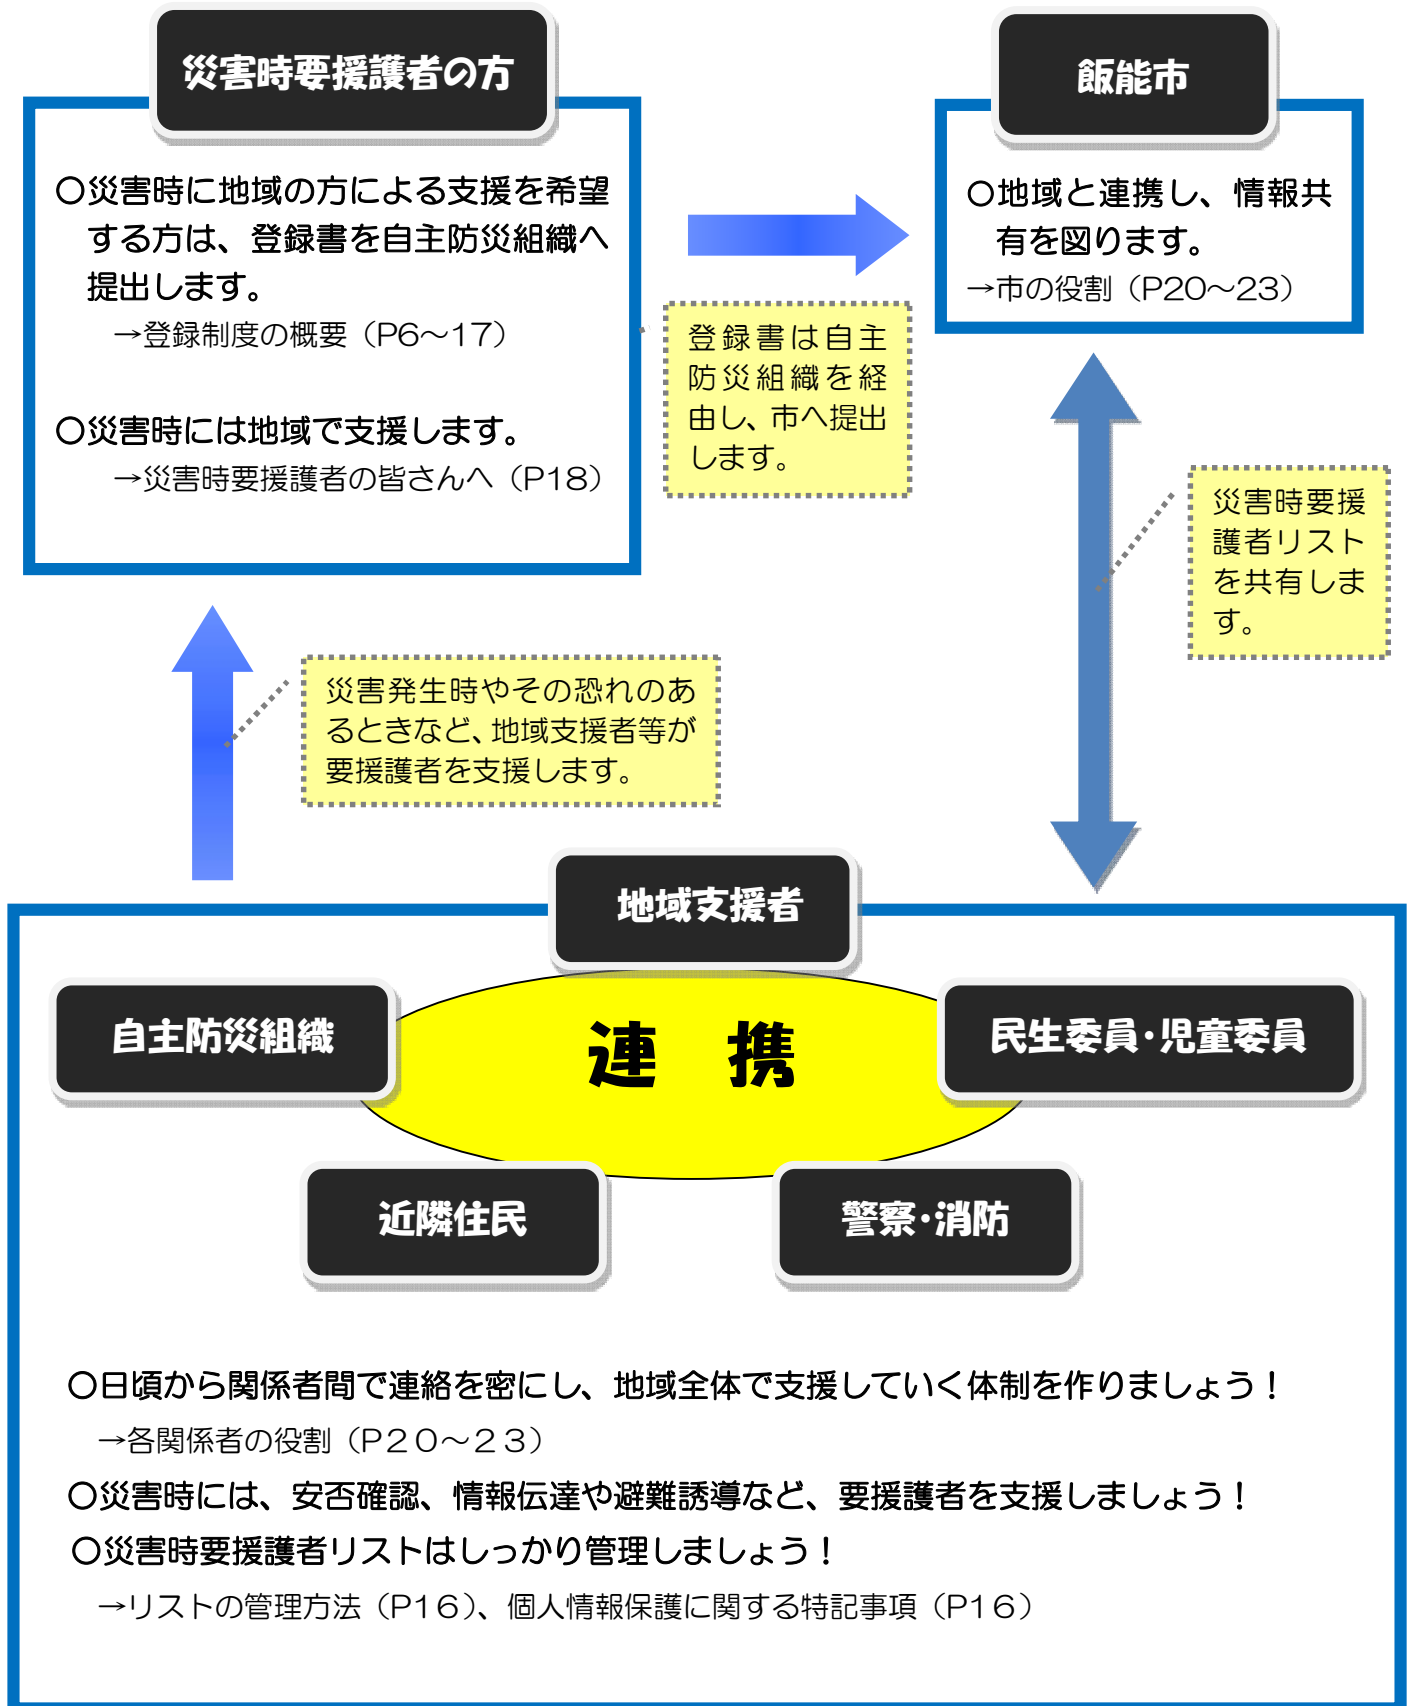 災害時要援護者の方
〇災害時に地域の方による支援を希望
する方は、登録書を自主防災組織へ
提出します。
→登録制度の概要（P6～17）
〇災害時には地域で支援します。
→災害時要援護者の皆さんへ（P18）
飯能市
〇地域と連携し、情報共
有を図ります。
→市の役割（P20～23）
登録書は自主
防災組織を経
由し、市へ提出
します。
災害時要援
護者リスト
を共有しま
す。
災害発生時やその恐れのあ
るときなど、地域支援者等が
要援護者を支援します。
地域支援者
自主防災組織
連　携
民生委員・児童委員
近隣住民
警察・消防
〇日頃から関係者間で連絡を密にし、地域全体で支援していく体制を作りましょう！
→各関係者の役割（P２０～２３）
〇災害時には、安否確認、情報伝達や避難誘導など、要援護者を支援しましょう！
〇災害時要援護者リストはしっかり管理しましょう！
→リストの管理方法（P１６）、個人情報保護に関する特記事項（P１６）